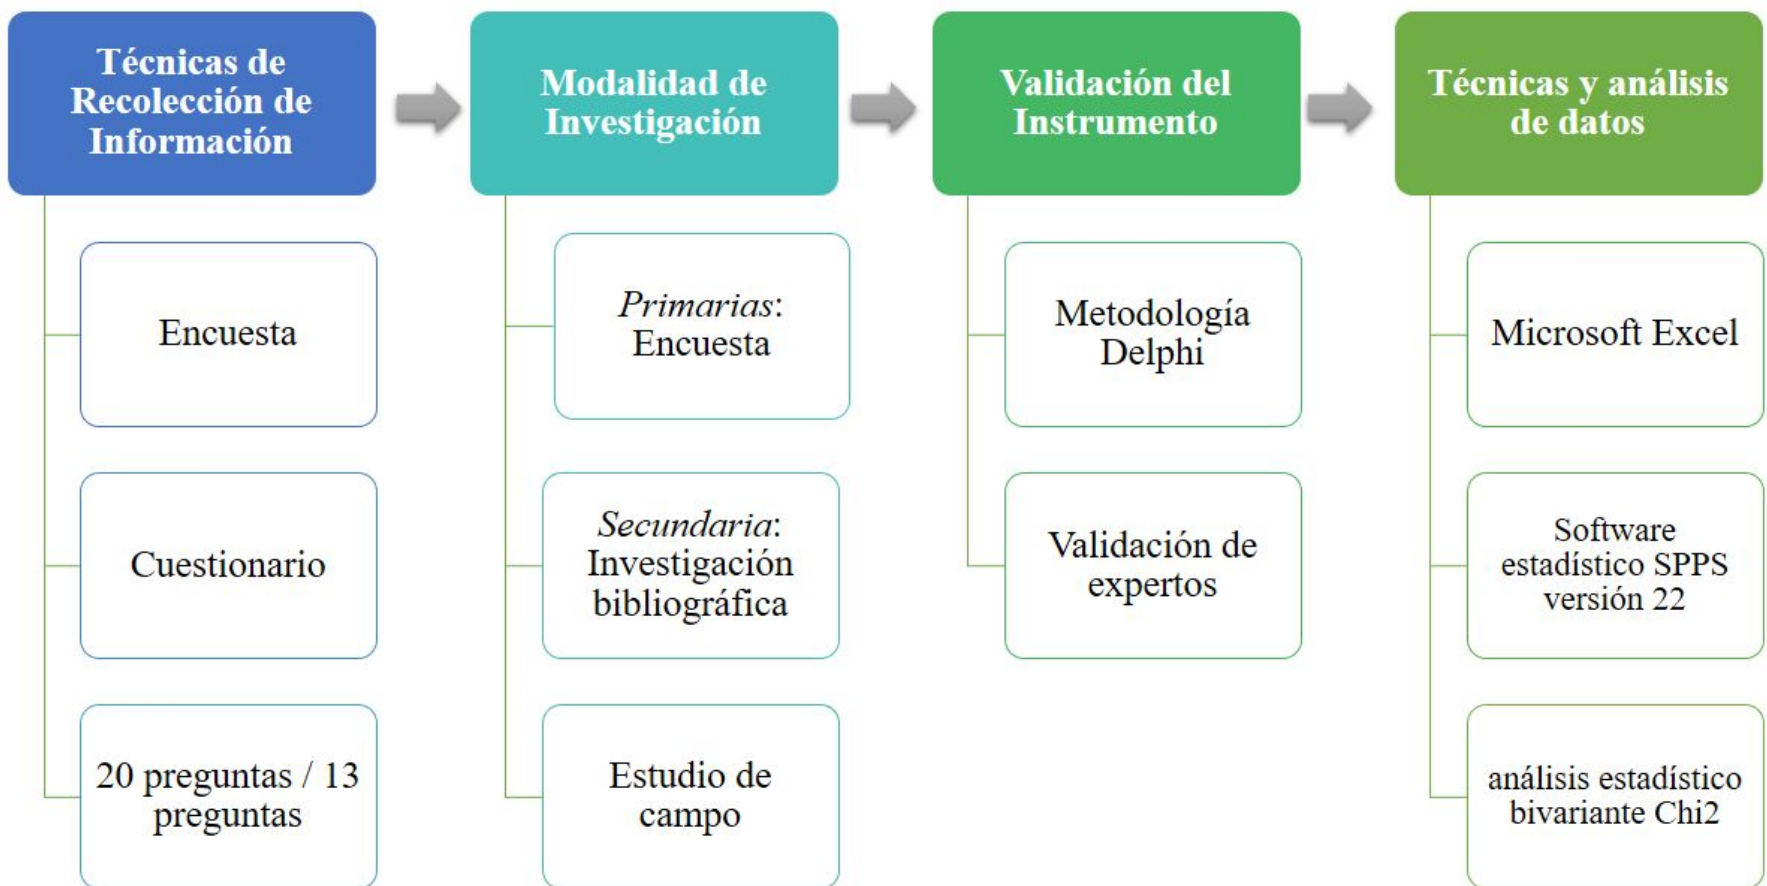 Técnicas de
Recolección de
Información
Encuesta
Cuestionario
20 preguntas / 13
preguntas
Modalidad de
Investigación
Primarias:
Encuesta
Secundaria:
Investigación
bibliográfica
Estudio de
campo
Validación del
Instrumento
Metodología
Delphi
Validación de
expertos
Técnicas y análisis
de datos
Microsoft Excel
Software
estadístico SPPS
versión 22
análisis estadístico
bivariante Chi2